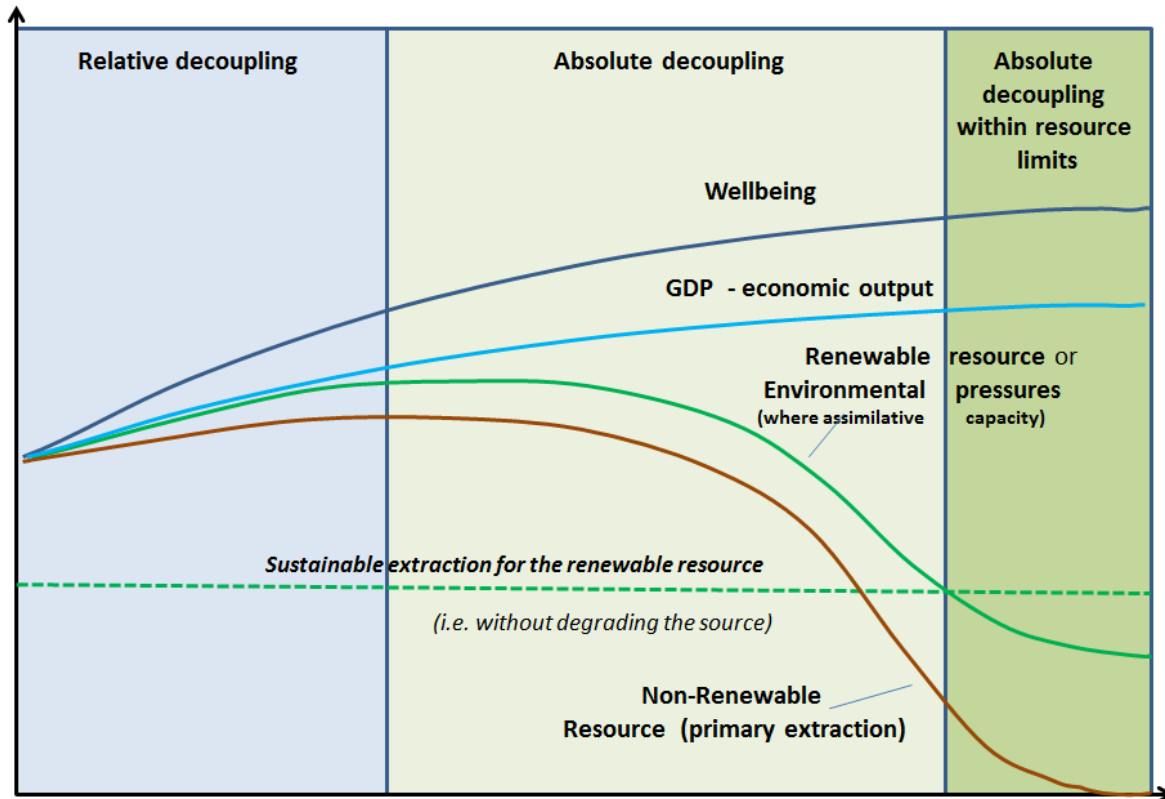 Relative decoupling
Absolute decoupling
Absolute
decoupling
within resource
limits
Wellbeing
GDP - economic output
Renewable resource or
Environmental pressures
(where assimilative capacity)
Sustainable extraction for the renewable resource
(i.e. without degrading the source)
Non-Renewable
Resource (primary extraction)